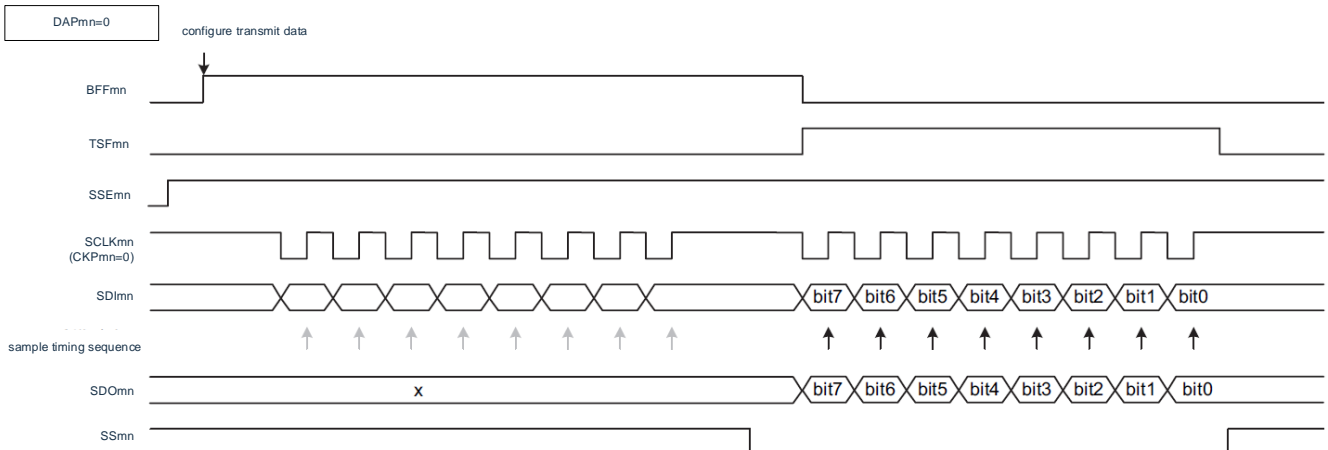 DAPmn=0
configure transmit data
BFFmn
TSFmn
SSEmn
SCLKmn
(CKPmn=0)
SDImn
bit7 bit6 bit5 bit4 bit3 bit2 bit1 bit0
sample timing sequence
SDOmn
x
bit7 bit6 bit5 bit4 bit3 bit2 bit1 bit0
SSmn